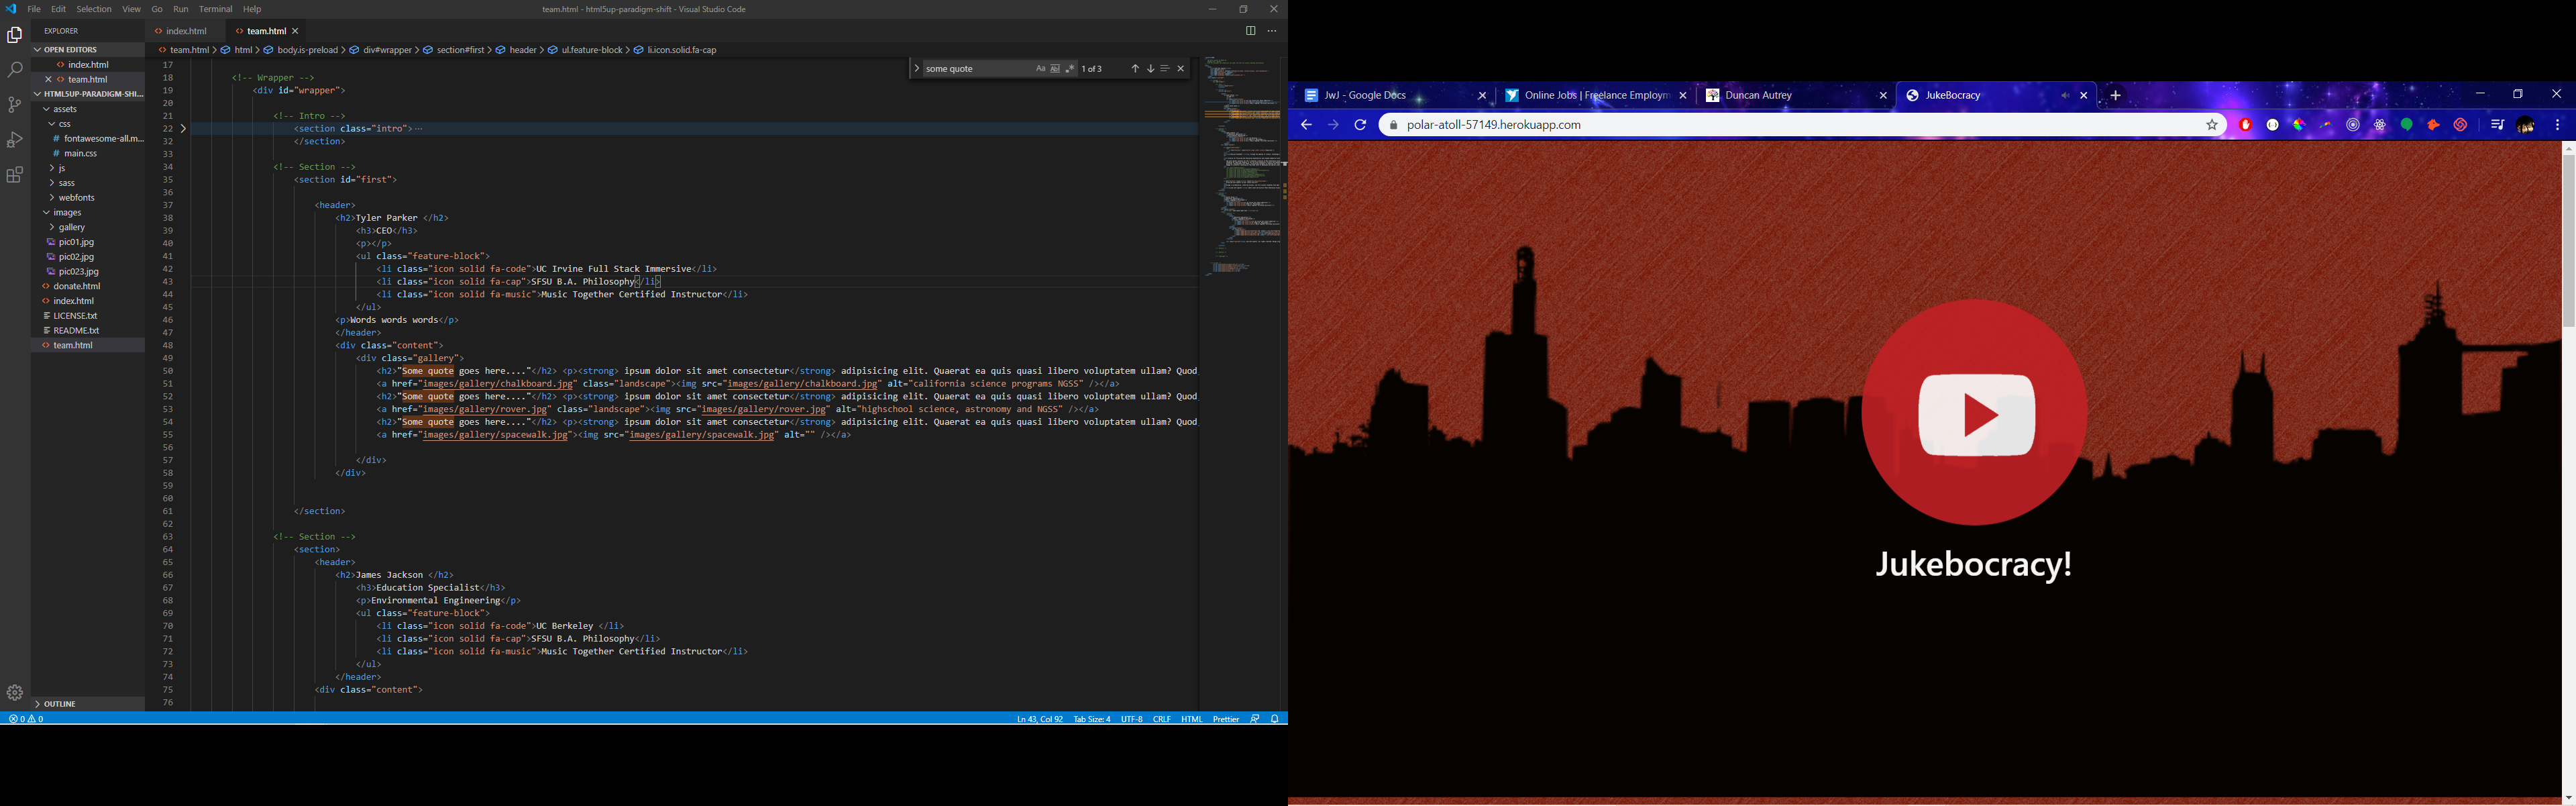 File Edit Selection View Go Run Terminal Help
team.html - html5up-paradigm-shift - Visual Studio Code
EXPLORER
OPEN EDITORS
index.html
team.html
HTML5UP-PARADIGM-SHI...
assets
css
fontawesome-all.m...
main.css
js
sass
webfonts
images
gallery
pic01.jpg
pic02.jpg
pic023.jpg
donate.html
index.html
LICENSE.txt
README.txt
team.html
OUTLINE
index.html team.html
team.html > html > body.is-preload > div#wrapper > section#first > header > ul.feature-block > li.icon.solid.fa-cap
some quote Aa 1 of 3
17
18 <!-- Wrapper -->
19 <div id="wrapper">
20
21 <!-- Intro -->
22 <section class="intro">...
32 </section>
33
34 <!-- Section -->
35 <section id="first">
36
37 <header>
38 <h2>Tyler Parker </h2>
39 <h3>CEO</h3>
40 <p></p>
41 <ul class="feature-block">
42 <li class="icon solid fa-code">UC Irvine Full Stack Immersive</li>
43 <li class="icon solid fa-cap">SFSU B.A. Philosophy</li>
44 <li class="icon solid fa-music">Music Together Certified Instructor</li>
45 </ul>
46 <p>Words words words</p>
47 </header>
48 <div class="content">
49 <div class="gallery">
50 <h2>"Some quote goes here...."</h2> <p><strong> ipsum dolor sit amet consectetur</strong> adipisicing elit. Quaerat ea quis quasi libero voluptatem ullam? Quod,
51 <a href="images/gallery/chalkboard.jpg" class="landscape"><img src="images/gallery/chalkboard.jpg" alt="california science programs NGSS" /></a>
52 <h2>"Some quote goes here...."</h2> <p><strong> ipsum dolor sit amet consectetur</strong> adipisicing elit. Quaerat ea quis quasi libero voluptatem ullam? Quod,
53 <a href="images/gallery/rover.jpg" class="landscape"><img src="images/gallery/rover.jpg" alt="highschool science, astronomy and NGSS" /></a>
54 <h2>"Some quote goes here...."</h2> <p><strong> ipsum dolor sit amet consectetur</strong> adipisicing elit. Quaerat ea quis quasi libero voluptatem ullam? Quod,
55 <a href="images/gallery/spacewalk.jpg"><img src="images/gallery/spacewalk.jpg" alt="" /></a>
56
57 </div>
58 </div>
59
60
61 </section>
62
63 <!-- Section -->
64 <section>
65 <header>
66 <h2>James Jackson </h2>
67 <h3>Education Specialist</h3>
68 <p>Environmental Engineering</p>
69 <ul class="feature-block">
70 <li class="icon solid fa-code">UC Berkeley </li>
71 <li class="icon solid fa-cap">SFSU B.A. Philosophy</li>
72 <li class="icon solid fa-music">Music Together Certified Instructor</li>
73 </ul>
74 </header>
75 <div class="content">
76
0 0 Ln 43, Col 92 Tab Size: 4 UTF-8 CRLF HTML Prettier
JwJ - Google Docs Online Jobs | Freelance Employm Duncan Autrey JukeBocracy
polar-atoll-57149.herokuapp.com
Jukebocracy!